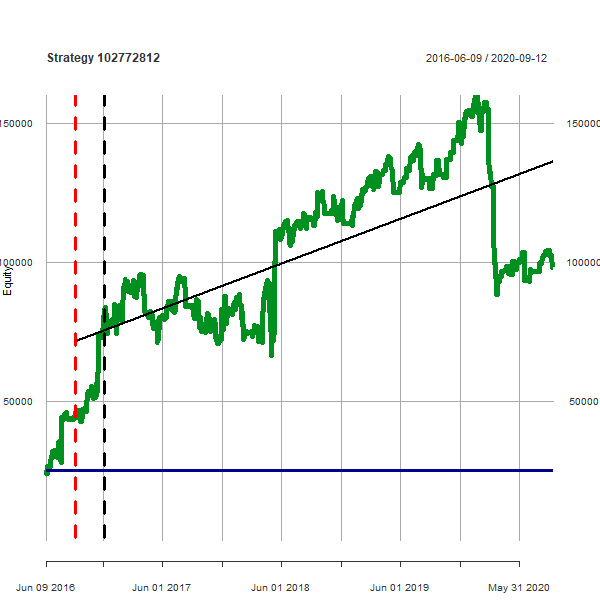 Strategy 102772812
2016-06-09 / 2020-09-12
150000
150000
100000
100000
Equity
50000
50000
Jun 09 2016
Jun 01 2017
Jun 01 2018
Jun 01 2019
May 31 2020